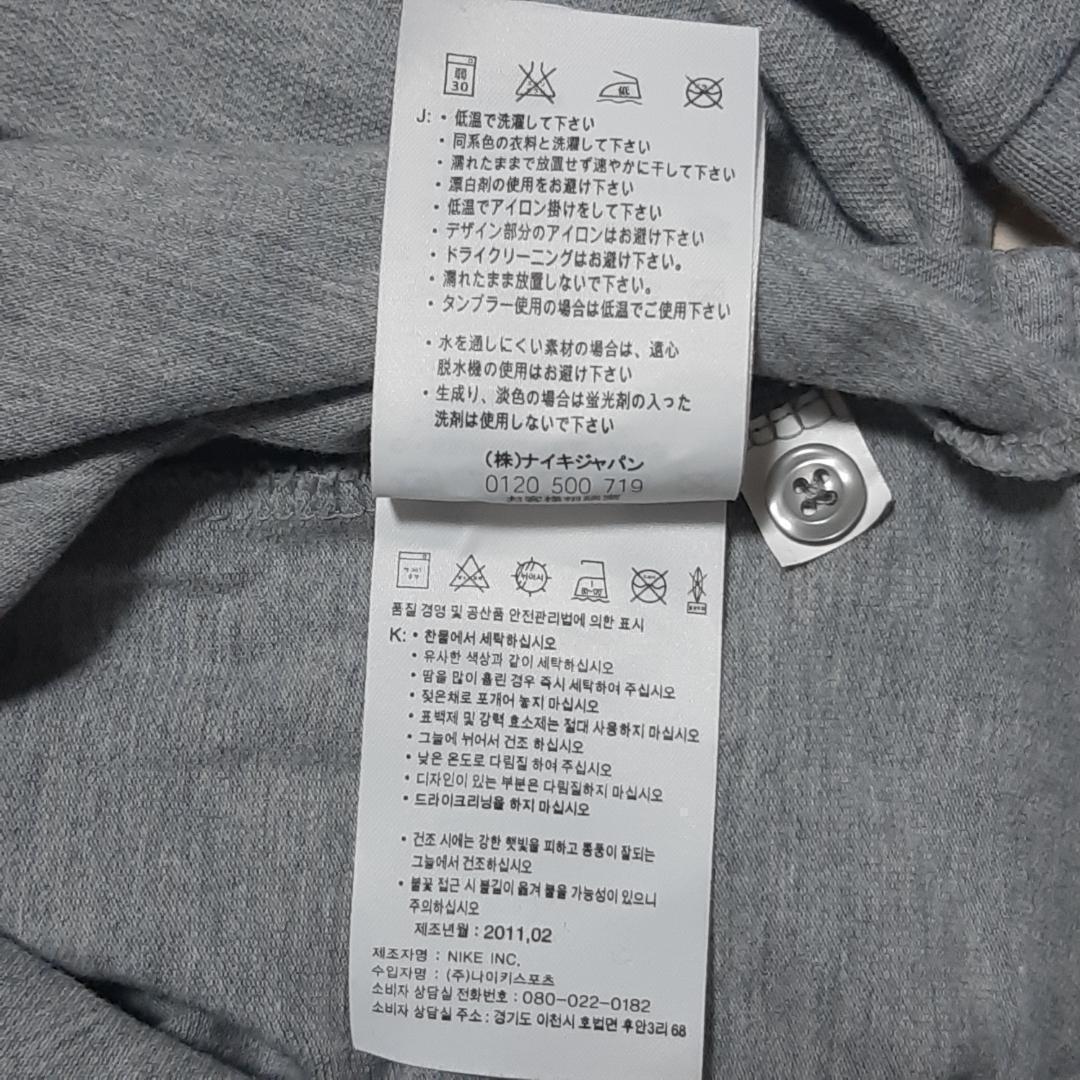 弱
30
低
J: • 低温で洗濯して下さい
• 同系色の衣料と洗濯して下さい
• 濡れたままで放置せず速やかに干して下さい
• 漂白剤の使用をお避け下さい
• 低温でアイロン掛けをして下さい
• デザイン部分のアイロンはお避け下さい
• ドライクリーニングはお避け下さい。
• 濡れたまま放置しないで下さい。
• タンブラー使用の場合は低温でご使用下さい
• 水を通しにくい素材の場合は、遠心
脱水機の使用はお避け下さい
• 生成り、淡色の場合は蛍光剤の入った
洗剤は使用しないで下さい
(株)ナイキジャパン
0120 500 719
품질 경영 및 공산품 안전관리법에 의한 표시
K: • 찬물에서 세탁하십시오
• 유사한 색상과 같이 세탁하십시오
• 땀을 많이 흘린 경우 즉시 세탁하여 주십시오
• 젖은채로 포개어 놓지 마십시오
• 표백제 및 강력 효소제는 절대 사용하지 마십시오
• 그늘에 뉘어서 건조 하십시오
• 낮은 온도로 다림질 하여 주십시오
• 디자인이 있는 부분은 다림질하지 마십시오
• 드라이크리닝을 하지 마십시오
• 건조 시에는 강한 햇빛을 피하고 통풍이 잘되는
그늘에서 건조하십시오
• 불꽃 접근 시 불길이 옮겨 붙을 가능성이 있으니
주의하십시오
제조년월 : 2011,02
제조자명 : NIKE INC.
수입자명 : (주)나이키스포츠
소비자 상담실 전화번호 : 080-022-0182
소비자 상담실 주소 : 경기도 이천시 호법면 후안3리 68